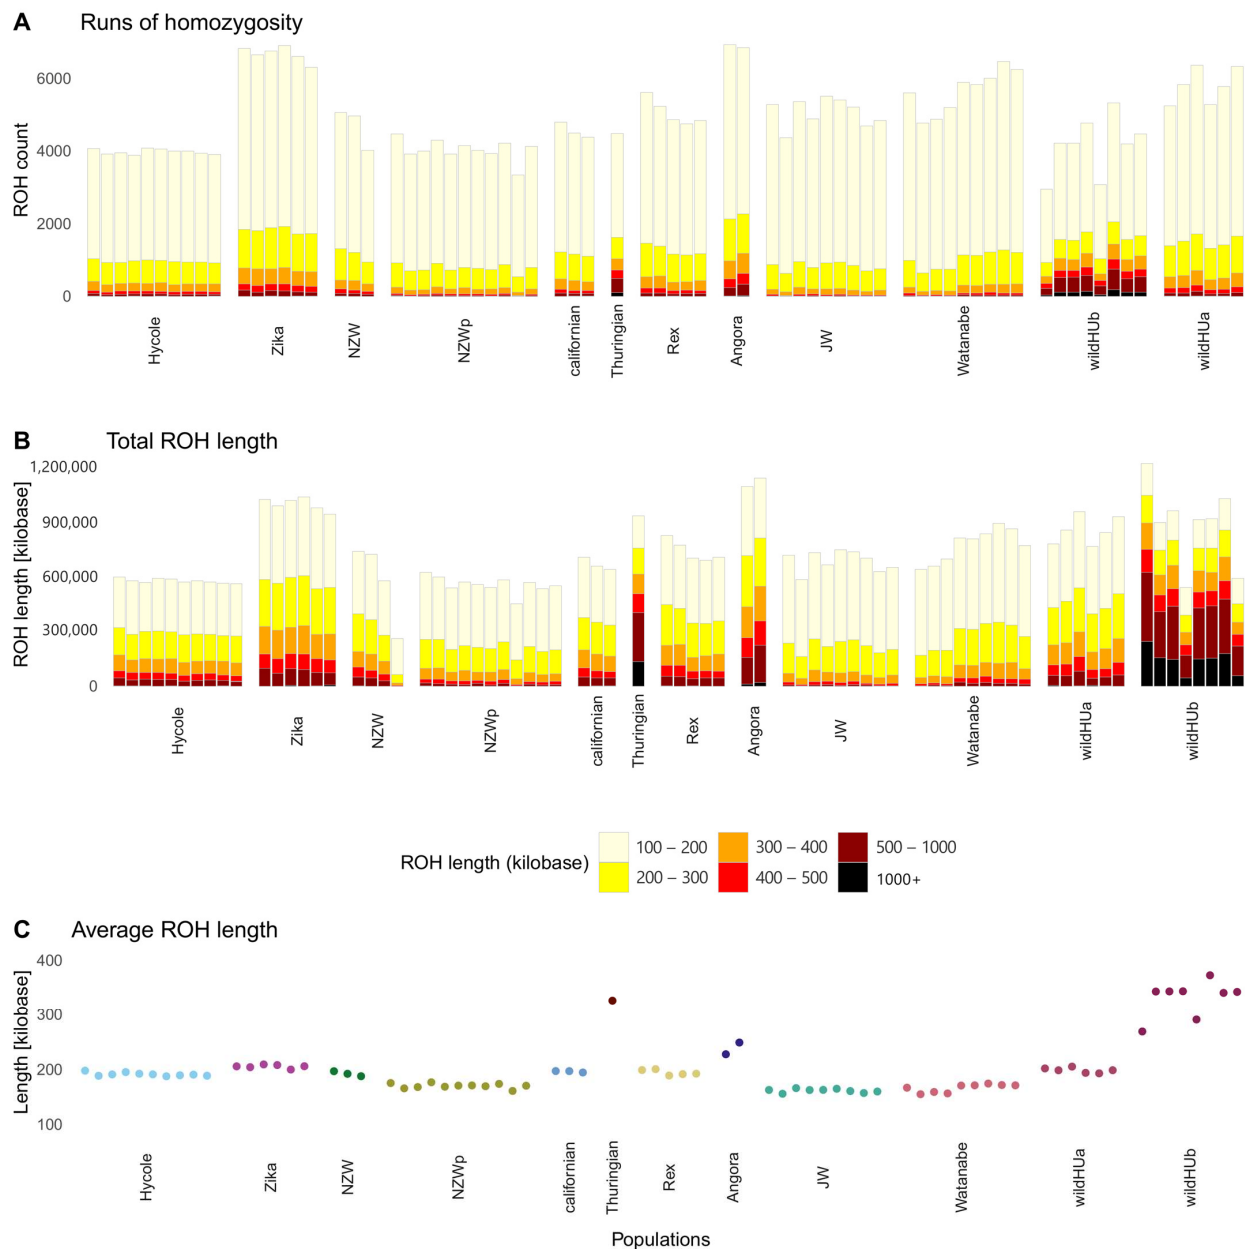 A Runs of homozygosity
ROH count
6000
4000
2000
0
Hycole
Zika
NZW
NZWp
californian
Thuringian
Rex
Angora
JW
Watanabe
wildHUb
wildHUa
B Total ROH length
ROH length [kilobase]
1,200,000
900,000
600,000
300,000
0
Hycole
Zika
NZW
NZWp
californian
Thuringian
Rex
Angora
JW
Watanabe
wildHUa
wildHUb
ROH length (kilobase)
100 – 200
300 – 400
500 – 1000
200 – 300
400 – 500
1000+
C Average ROH length
Length [kilobase]
400
300
200
100
Hycole
Zika
NZW
NZWp
californian
Thuringian
Rex
Angora
JW
Watanabe
wildHUa
wildHUb
Populations